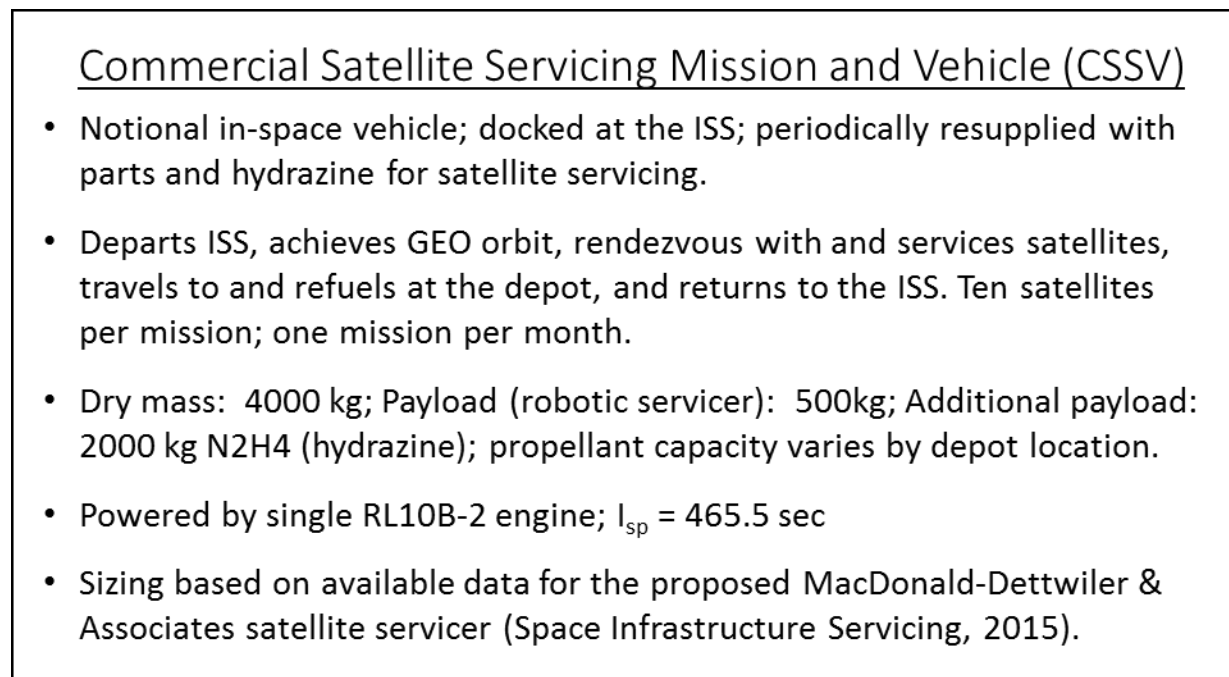 Commercial Satellite Servicing Mission and Vehicle (CSSV)
• Notional in-space vehicle; docked at the ISS; periodically resupplied with
parts and hydrazine for satellite servicing.
• Departs ISS, achieves GEO orbit, rendezvous with and services satellites,
travels to and refuels at the depot, and returns to the ISS. Ten satellites
per mission; one mission per month.
• Dry mass:  4000 kg; Payload (robotic servicer):  500kg; Additional payload:
2000 kg N2H4 (hydrazine); propellant capacity varies by depot location.
• Powered by single RL10B-2 engine; Isp = 465.5 sec
• Sizing based on available data for the proposed MacDonald-Dettwiler &
Associates satellite servicer (Space Infrastructure Servicing, 2015).